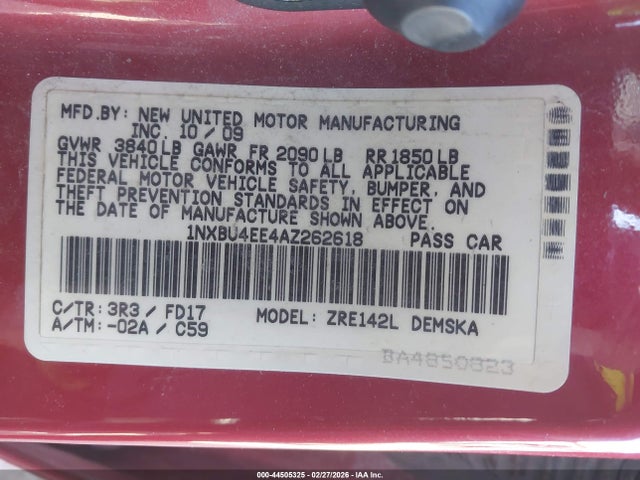 MFD.BY: NEW UNITED MOTOR MANUFACTURING
INC. 10/09
GVWR 3840LB GAWR FR 2090LB RR1850LB
THIS VEHICLE CONFORMS TO ALL APPLICABLE
FEDERAL MOTOR VEHICLE SAFETY, BUMPER, AND
THEFT PREVENTION STANDARDS IN EFFECT ON
THE DATE OF MANUFACTURE SHOWN ABOVE.
1NXBU4EE4AZ262618 PASS CAR
C/TR: 3R3 / FD17 MODEL: ZRE142L DEMSKA
A/TM: -02A / C59
BA4850823
000-44505325 - 02/27/2026 - IAA Inc.